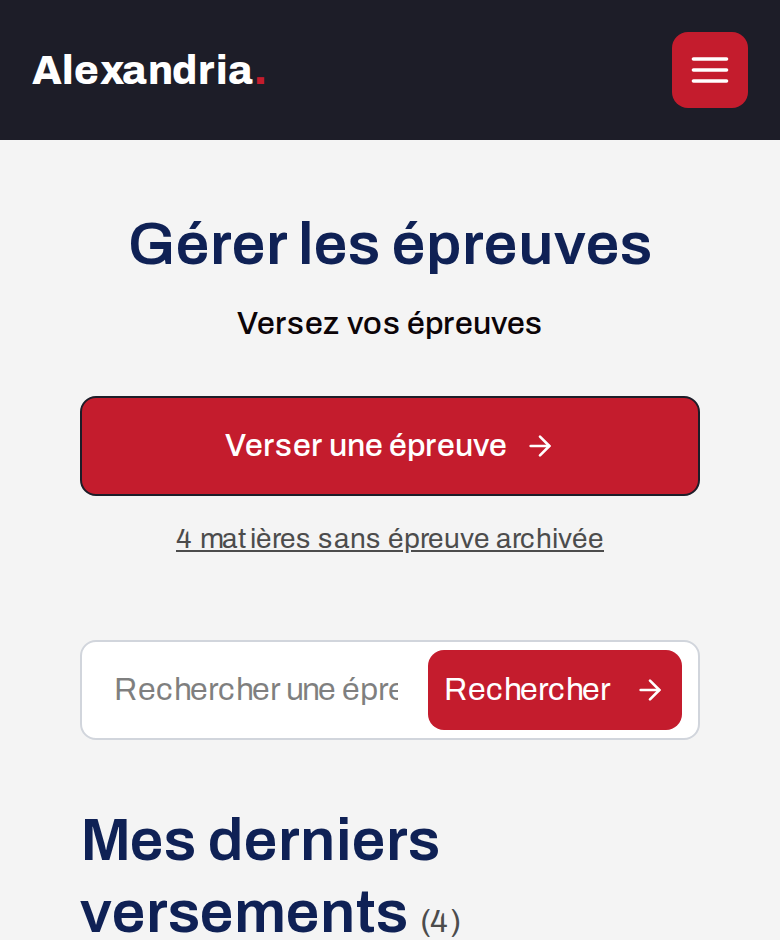 Alexandria.
Gérer les épreuves
Versez vos épreuves
Verser une épreuve
4 matières sans épreuve archivée
Rechercher une épre
Rechercher
Mes derniers
versements (4)